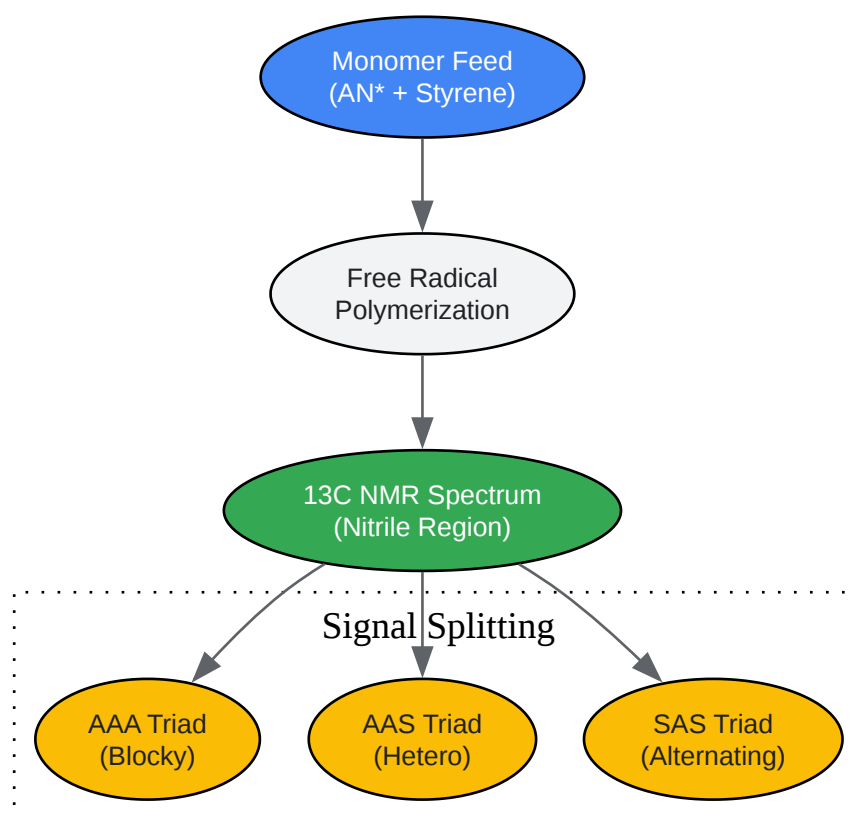 Monomer Feed
(AN* + Styrene)
Free Radical
Polymerization
13C NMR Spectrum
(Nitrile Region)
Signal Splitting
AAA Triad
(Blocky)
AAS Triad
(Hetero)
SAS Triad
(Alternating)